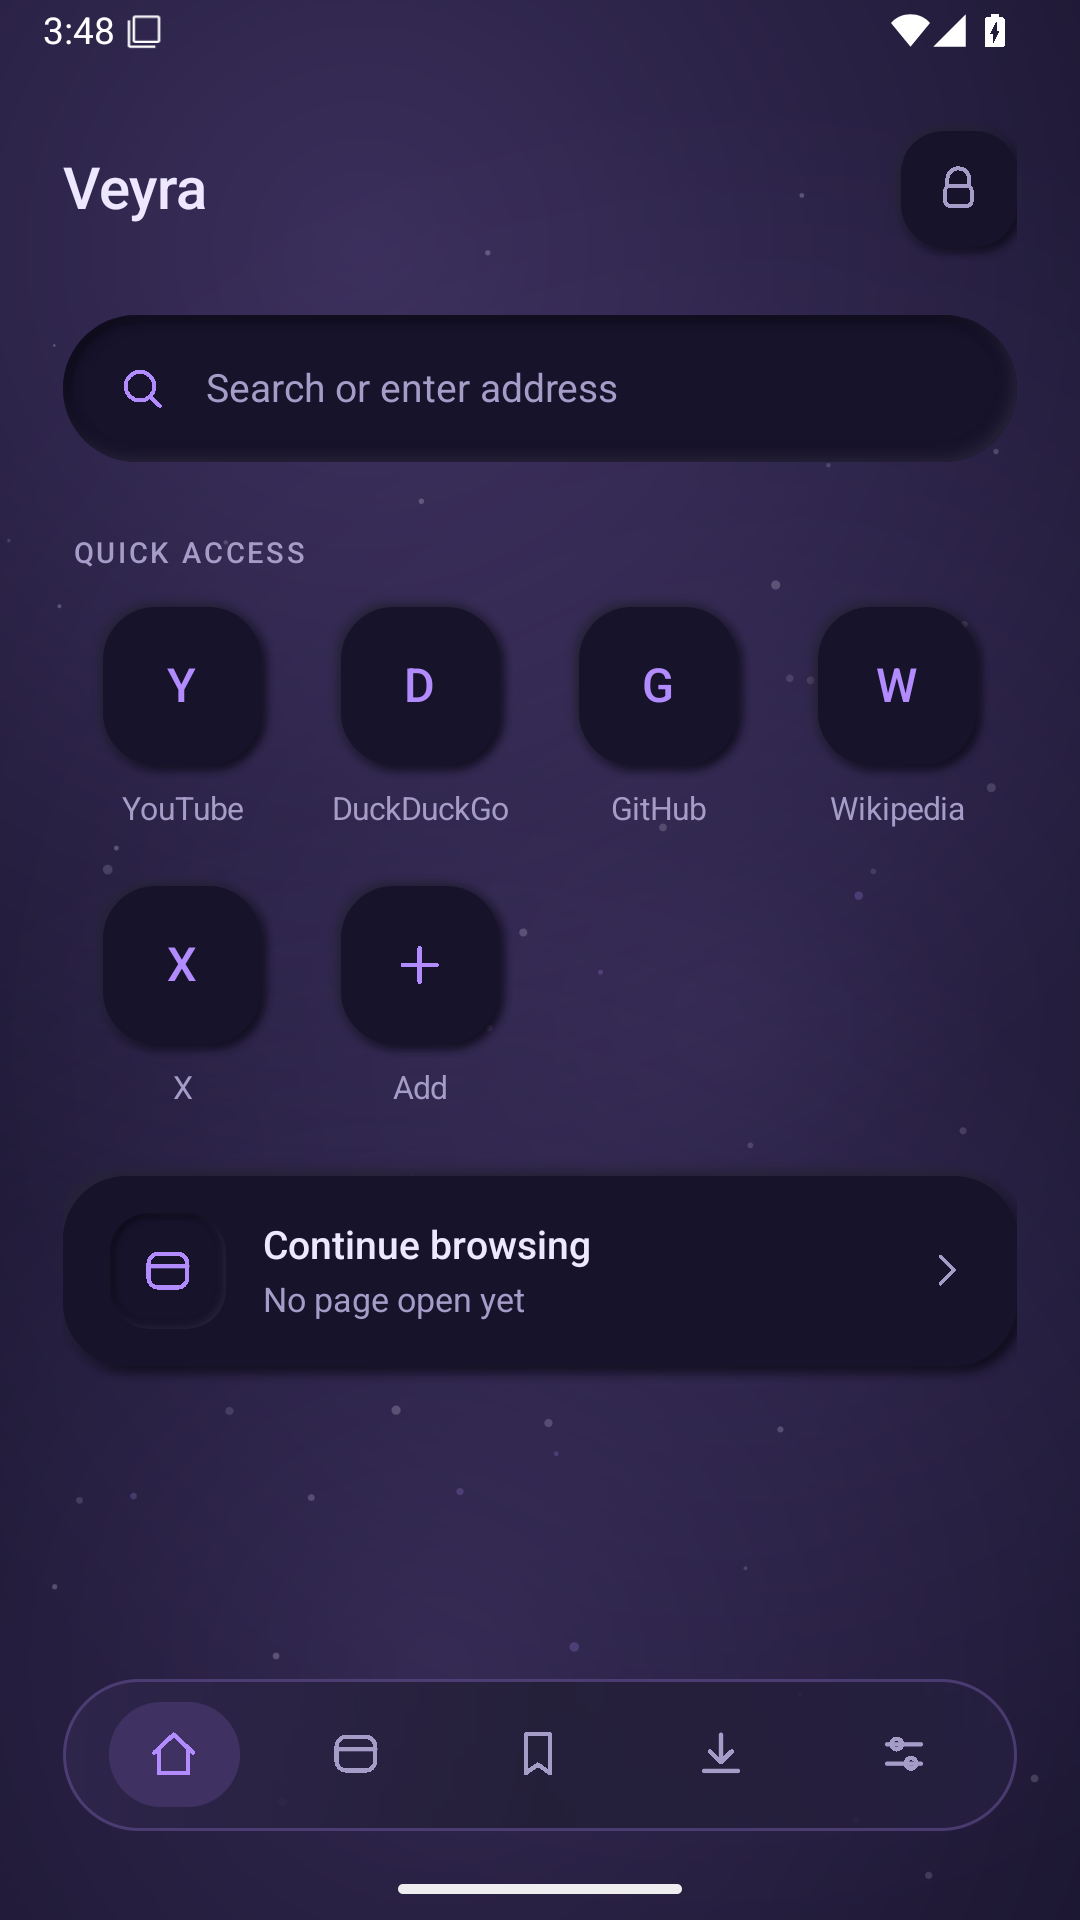 3:48
Veyra
Search or enter address
QUICK ACCESS
Y
D
G
W
YouTube
DuckDuckGo
GitHub
Wikipedia
X
X
Add
Continue browsing
No page open yet